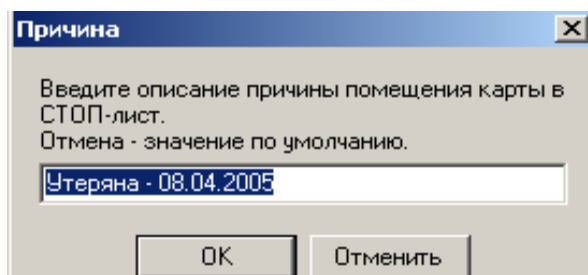 Причина
Введите описание причины помещения карты в
СТОП-лист.
Отмена - значение по умолчанию.
Утеряна - 08.04.2005
OK Отменить